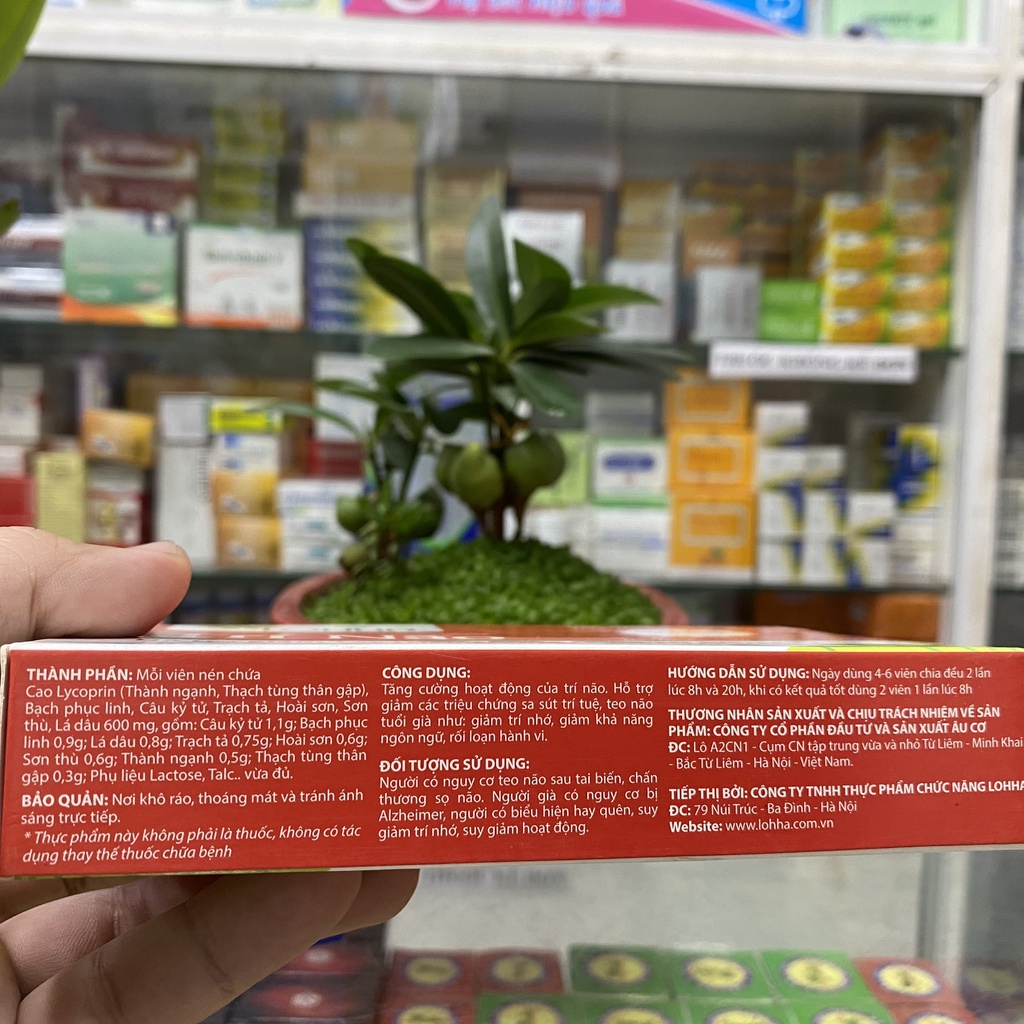 THÀNH PHẦN: Mỗi viên nén chứa
Cao Lycoprin (Thành ngạnh, Thạch tùng thân gập),
Bạch phục linh, Câu kỷ tử, Trạch tả, Hoài sơn, Sơn
thù, Lá dâu 600 mg, gồm: Câu kỷ tử 1,1g; Bạch phục
linh 0,9g; Lá dâu 0,8g; Trạch tả 0,75g; Hoài sơn 0,6g;
Sơn thù 0,6g; Thành ngạnh 0,5g; Thạch tùng thân
gập 0,3g; Phụ liệu Lactose, Talc.. vừa đủ.
BẢO QUẢN: Nơi khô ráo, thoáng mát và tránh ánh
sáng trực tiếp.
* Thực phẩm này không phải là thuốc, không có tác
dụng thay thế thuốc chữa bệnh
CÔNG DỤNG:
Tăng cường hoạt động của trí não. Hỗ trợ
giảm các triệu chứng sa sút trí tuệ, teo não
tuổi già như: giảm trí nhớ, giảm khả năng
ngôn ngữ, rối loạn hành vi.
ĐỐI TƯỢNG SỬ DỤNG:
Người có nguy cơ teo não sau tai biến, chấn
thương sọ não. Người già có nguy cơ bị
Alzheimer, người có biểu hiện hay quên, suy
giảm trí nhớ, suy giảm hoạt động.
HƯỚNG DẪN SỬ DỤNG: Ngày dùng 4-6 viên chia đều 2 lần
lúc 8h và 20h, khi có kết quả tốt dùng 2 viên 1 lần lúc 8h
THƯƠNG NHÂN SẢN XUẤT VÀ CHỊU TRÁCH NHIỆM VỀ SẢN
PHẨM: CÔNG TY CỔ PHẦN ĐẦU TƯ VÀ SẢN XUẤT ÂU CƠ
ĐC: Lô A2CN1 - Cụm CN tập trung vừa và nhỏ Từ Liêm - Minh Khai
- Bắc Từ Liêm - Hà Nội - Việt Nam.
TIẾP THỊ BỞI: CÔNG TY TNHH THỰC PHẨM CHỨC NĂNG LOHHA
ĐC: 79 Núi Trúc - Ba Đình - Hà Nội
Website: www.lohha.com.vn